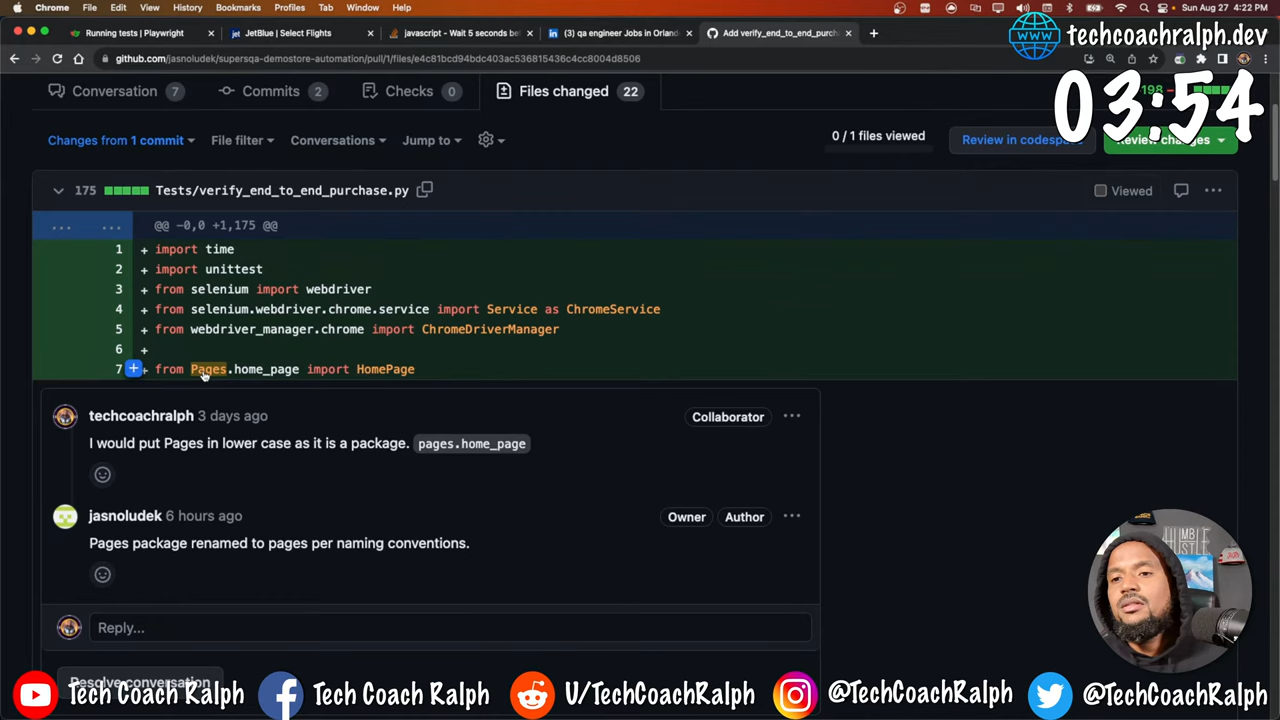 Chrome File Edit View History Bookmarks Profiles Tab Window Help Sun Aug 27 4:22 PM
Running tests | Playwright JetBlue | Select Flights javascript - Wait 5 seconds be (3) qa engineer Jobs in Orland Add verify_end_to_end_purch
techcoachralph.dev
github.com/jasnoludek/supersqa-demostore-automation/pull/1/files/e4c81bcd94bdc403ac536815436c4cc8004d8506
Conversation 7 Commits 2 Checks 0 Files changed 22 198
03:54
Changes from 1 commit File filter Conversations Jump to 0 / 1 files viewed Review in codespace Review changes
175 Tests/verify_end_to_end_purchase.py Viewed
... ... @@ -0,0 +1,175 @@
1 + import time
2 + import unittest
3 + from selenium import webdriver
4 + from selenium.webdriver.chrome.service import Service as ChromeService
5 + from webdriver_manager.chrome import ChromeDriverManager
6 +
7 + from Pages.home_page import HomePage
techcoachralph 3 days ago Collaborator
I would put Pages in lower case as it is a package. pages.home_page
jasnoludek 6 hours ago Owner Author
Pages package renamed to pages per naming conventions.
HUMBLE
HUSTLE
Reply...
Resolve conversation
Tech Coach Ralph Tech Coach Ralph U/TechCoachRalph @TechCoachRalph @TechCoachRalph